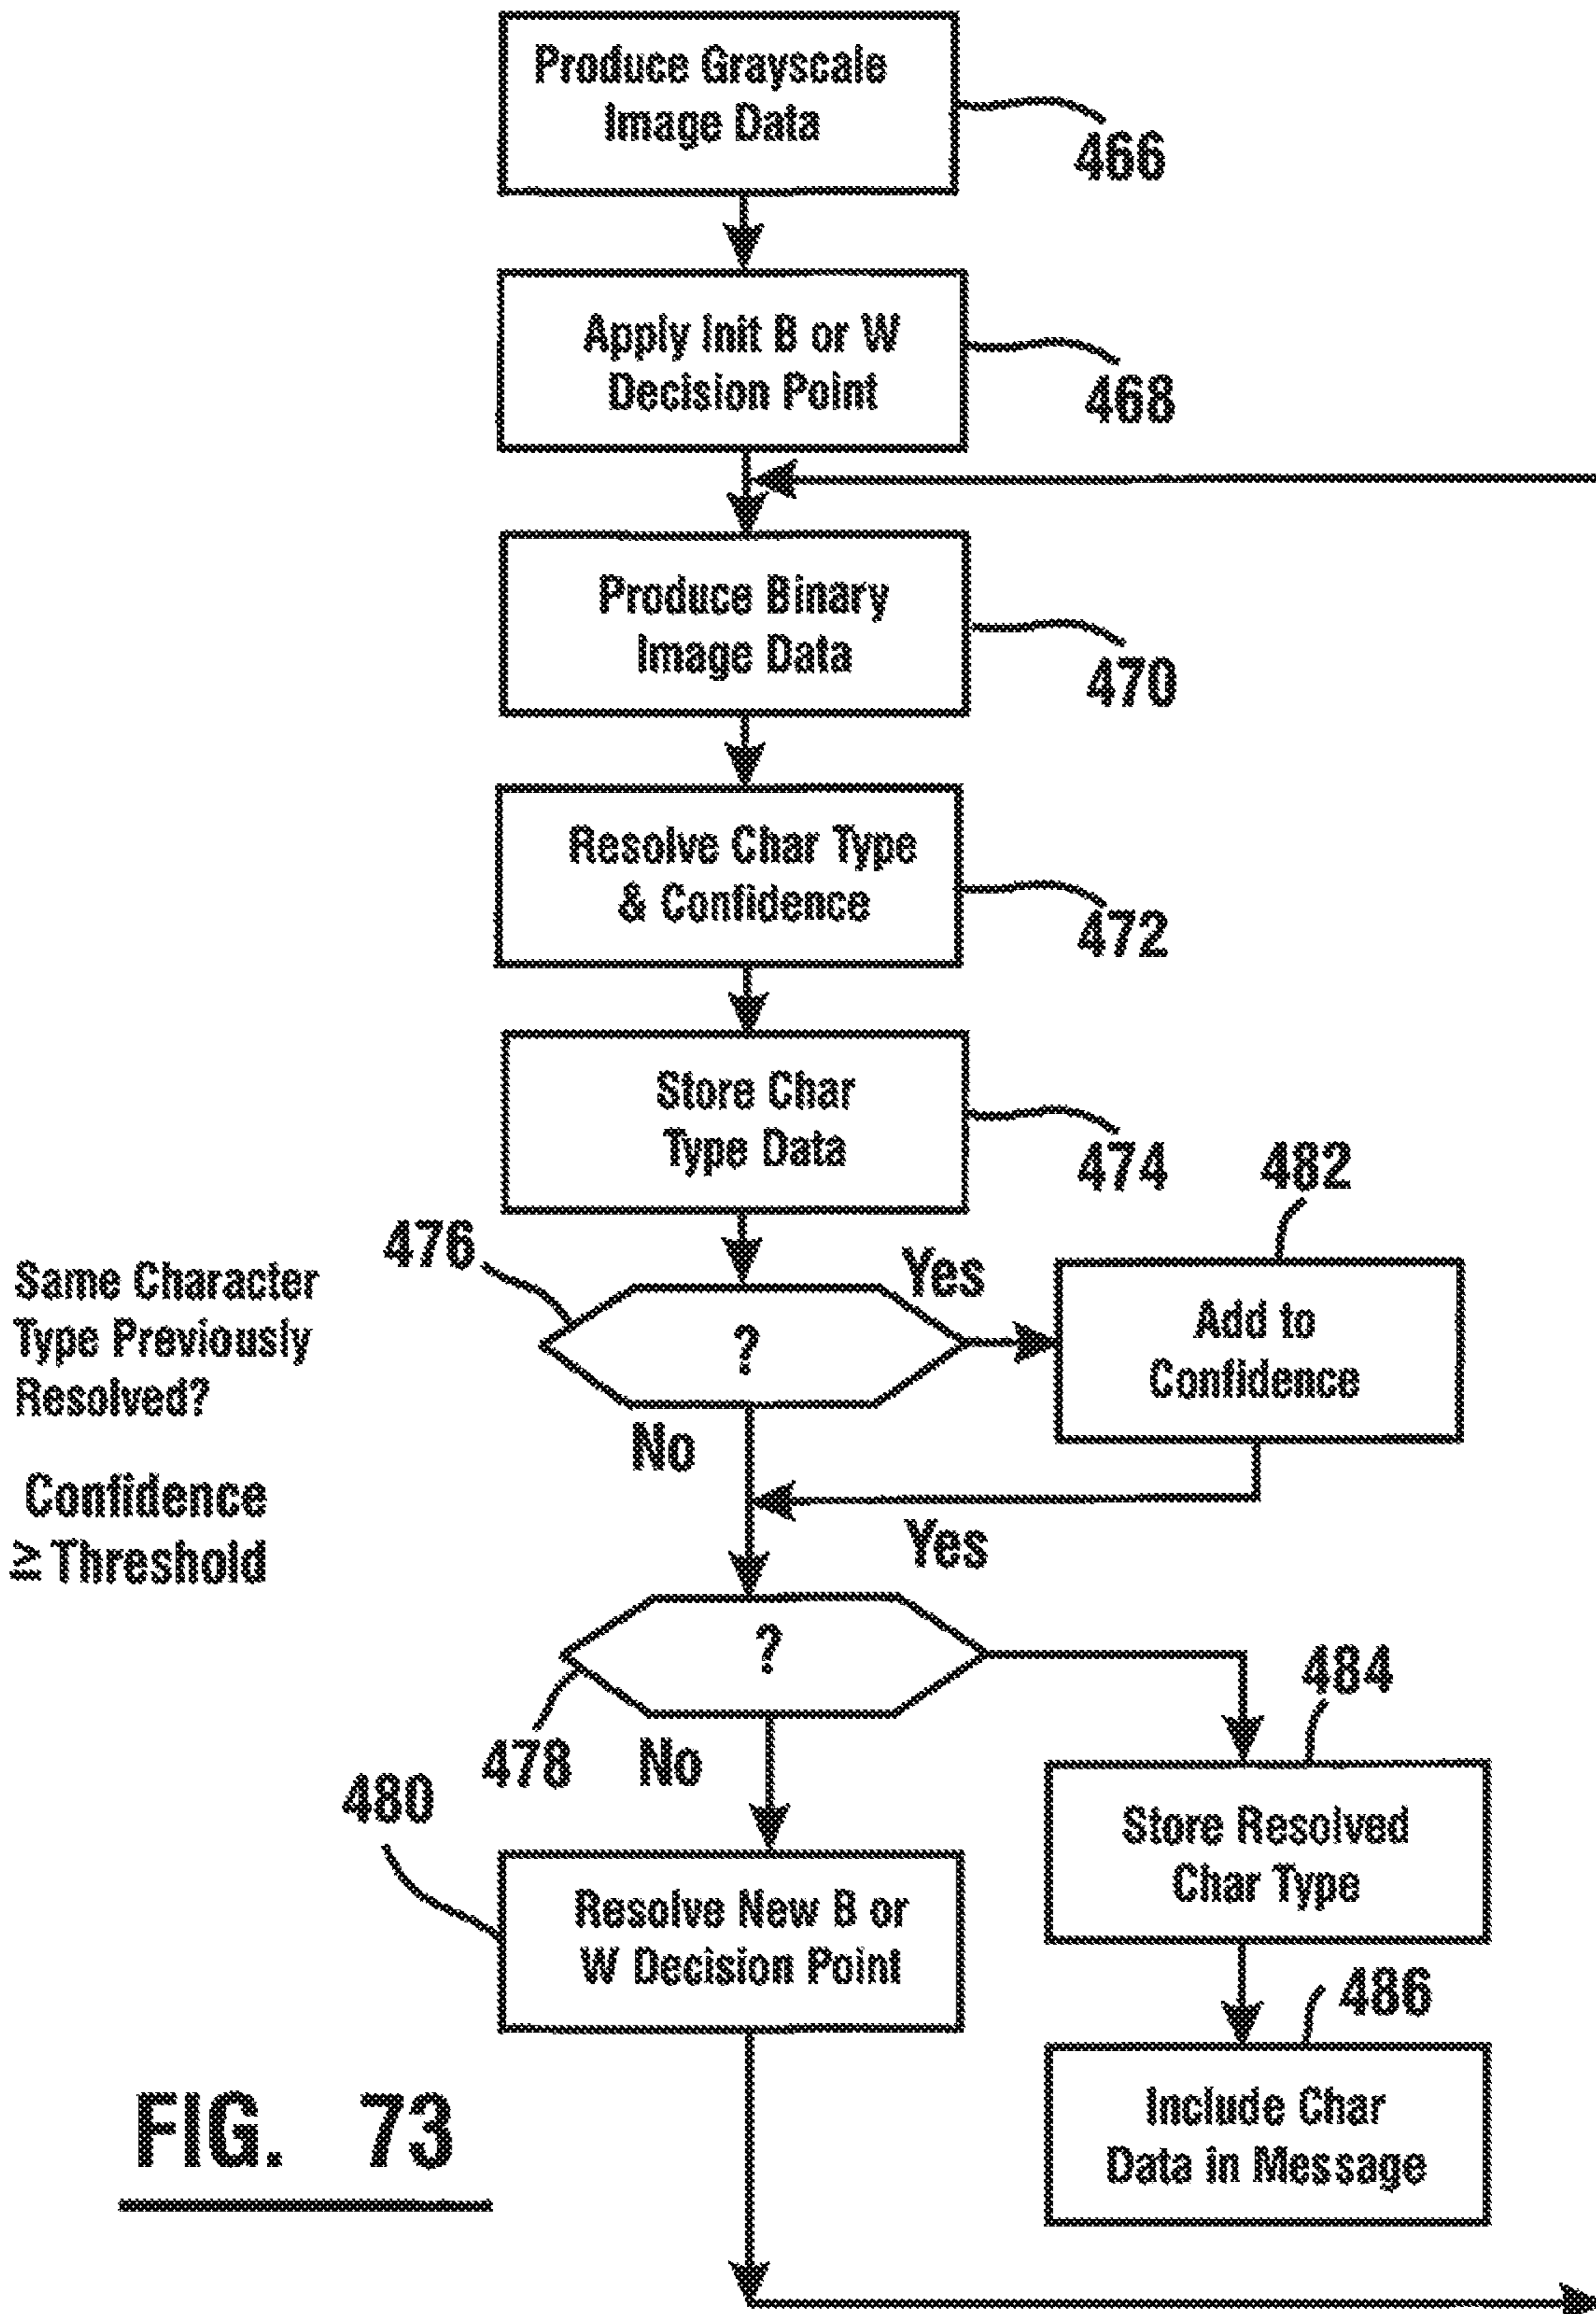 Produce Grayscale
Image Data
466
Apply Init B or W
Decision Point
468
Produce Binary
Image Data
470
Resolve Char Type
& Confidence
472
Store Char
Type Data
474
482
476
Yes
Same Character
Type Previously
Resolved?
?
Add to
Confidence
No
Confidence
≥ Threshold
Yes
?
484
478
No
480
Store Resolved
Char Type
Resolve New B or
W Decision Point
486
Include Char
Data in Message
FIG. 73